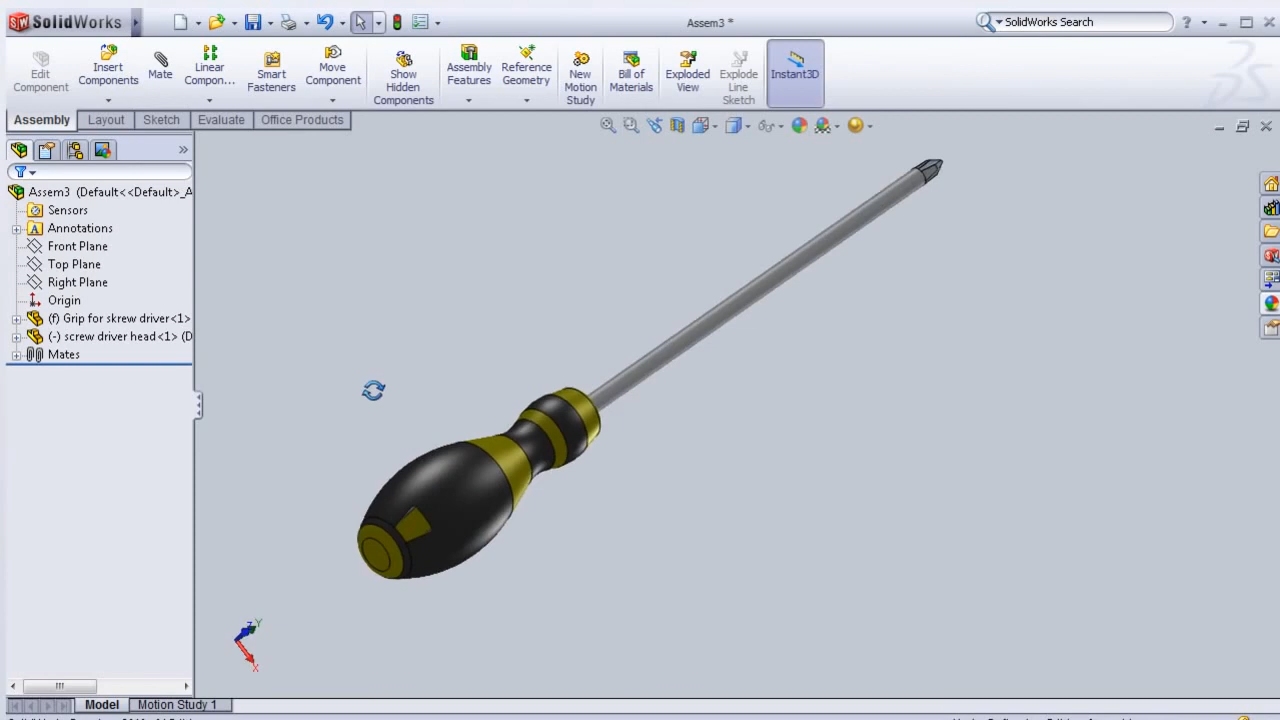 SolidWorks
Assem3 *
SolidWorks Search
?
Edit Component
Insert Components
Mate
Linear Compon...
Smart Fasteners
Move Component
Show Hidden Components
Assembly Features
Reference Geometry
New Motion Study
Bill of Materials
Exploded View
Explode Line Sketch
Instant3D
Assembly Layout Sketch Evaluate Office Products
Assem3 (Default<<Default>_A
Sensors
Annotations
Front Plane
Top Plane
Right Plane
Origin
(f) Grip for skrew driver<1>
(-) screw driver head<1> (D
Mates
Z Y
X
Model Motion Study 1